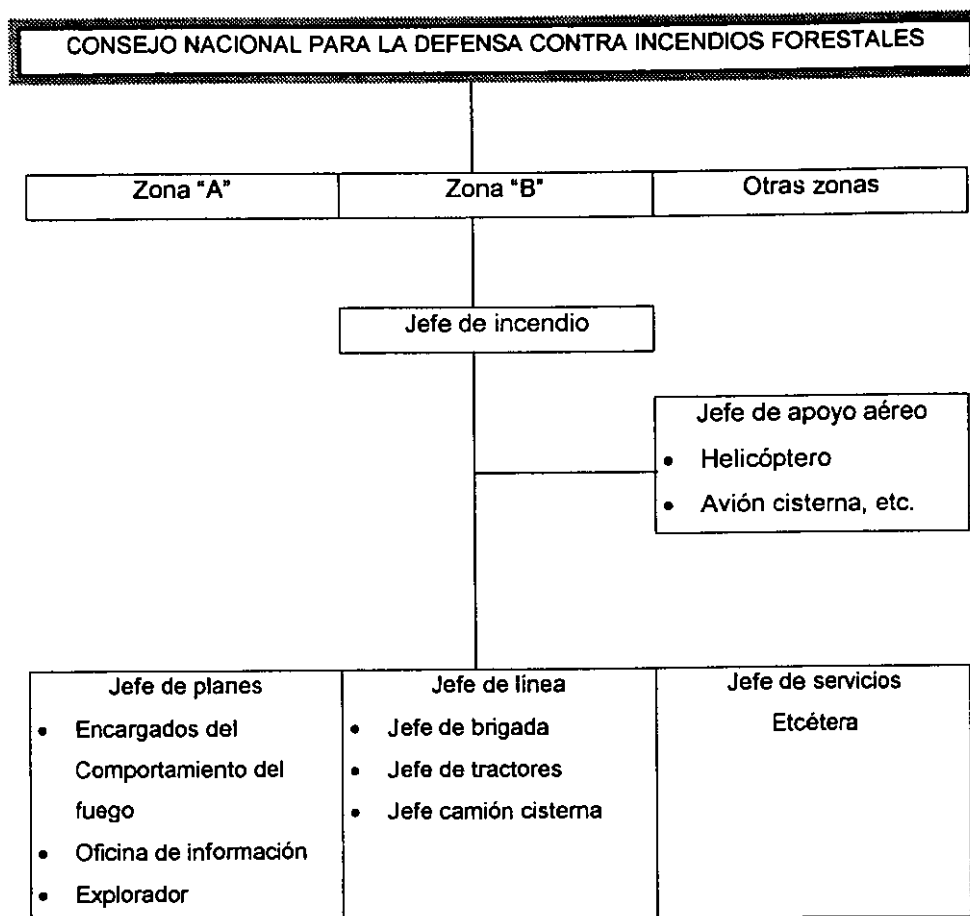 CONSEJO NACIONAL PARA LA DEFENSA CONTRA INCENDIOS FORESTALES
Zona "A"
Zona "B"
Otras zonas
Jefe de incendio
Jefe de apoyo aéreo
• Helicóptero
• Avión cisterna, etc.
Jefe de planes
• Encargados del
Comportamiento del
fuego
• Oficina de información
• Explorador
Jefe de línea
• Jefe de brigada
• Jefe de tractores
• Jefe camión cisterna
Jefe de servicios
Etcétera